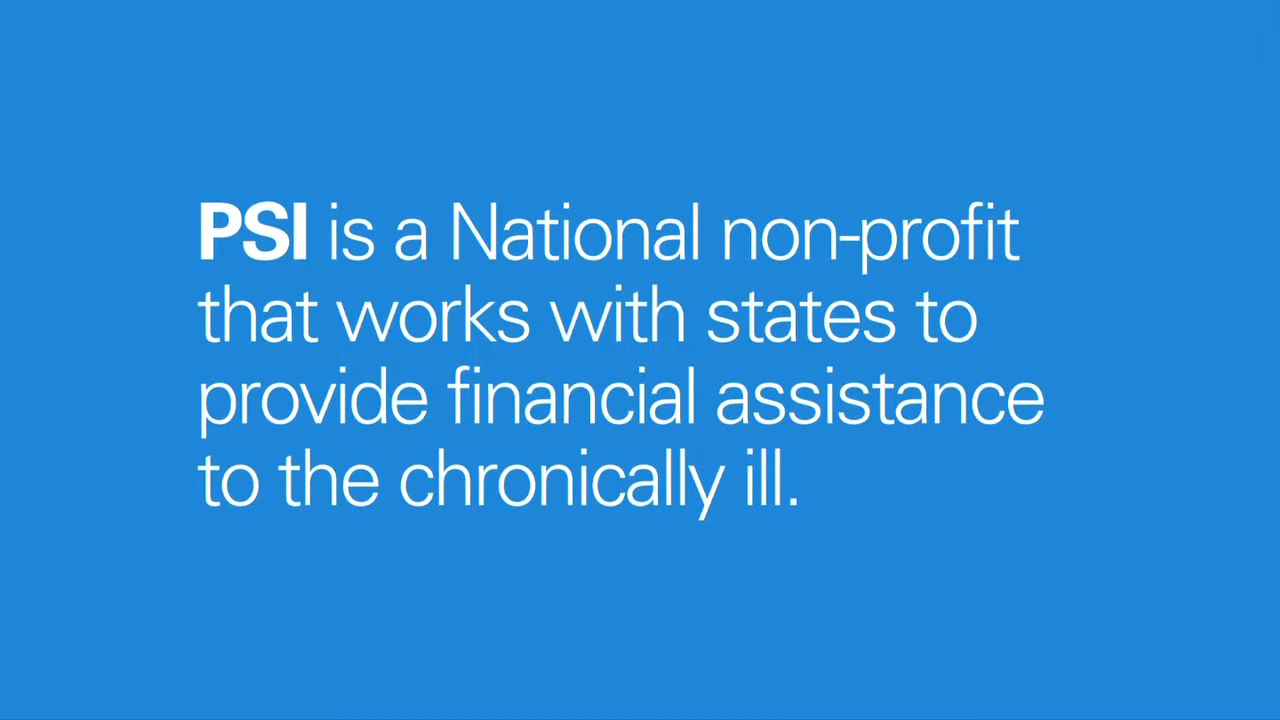 PSI is a National non-profit
that works with states to
provide financial assistance
to the chronically ill.